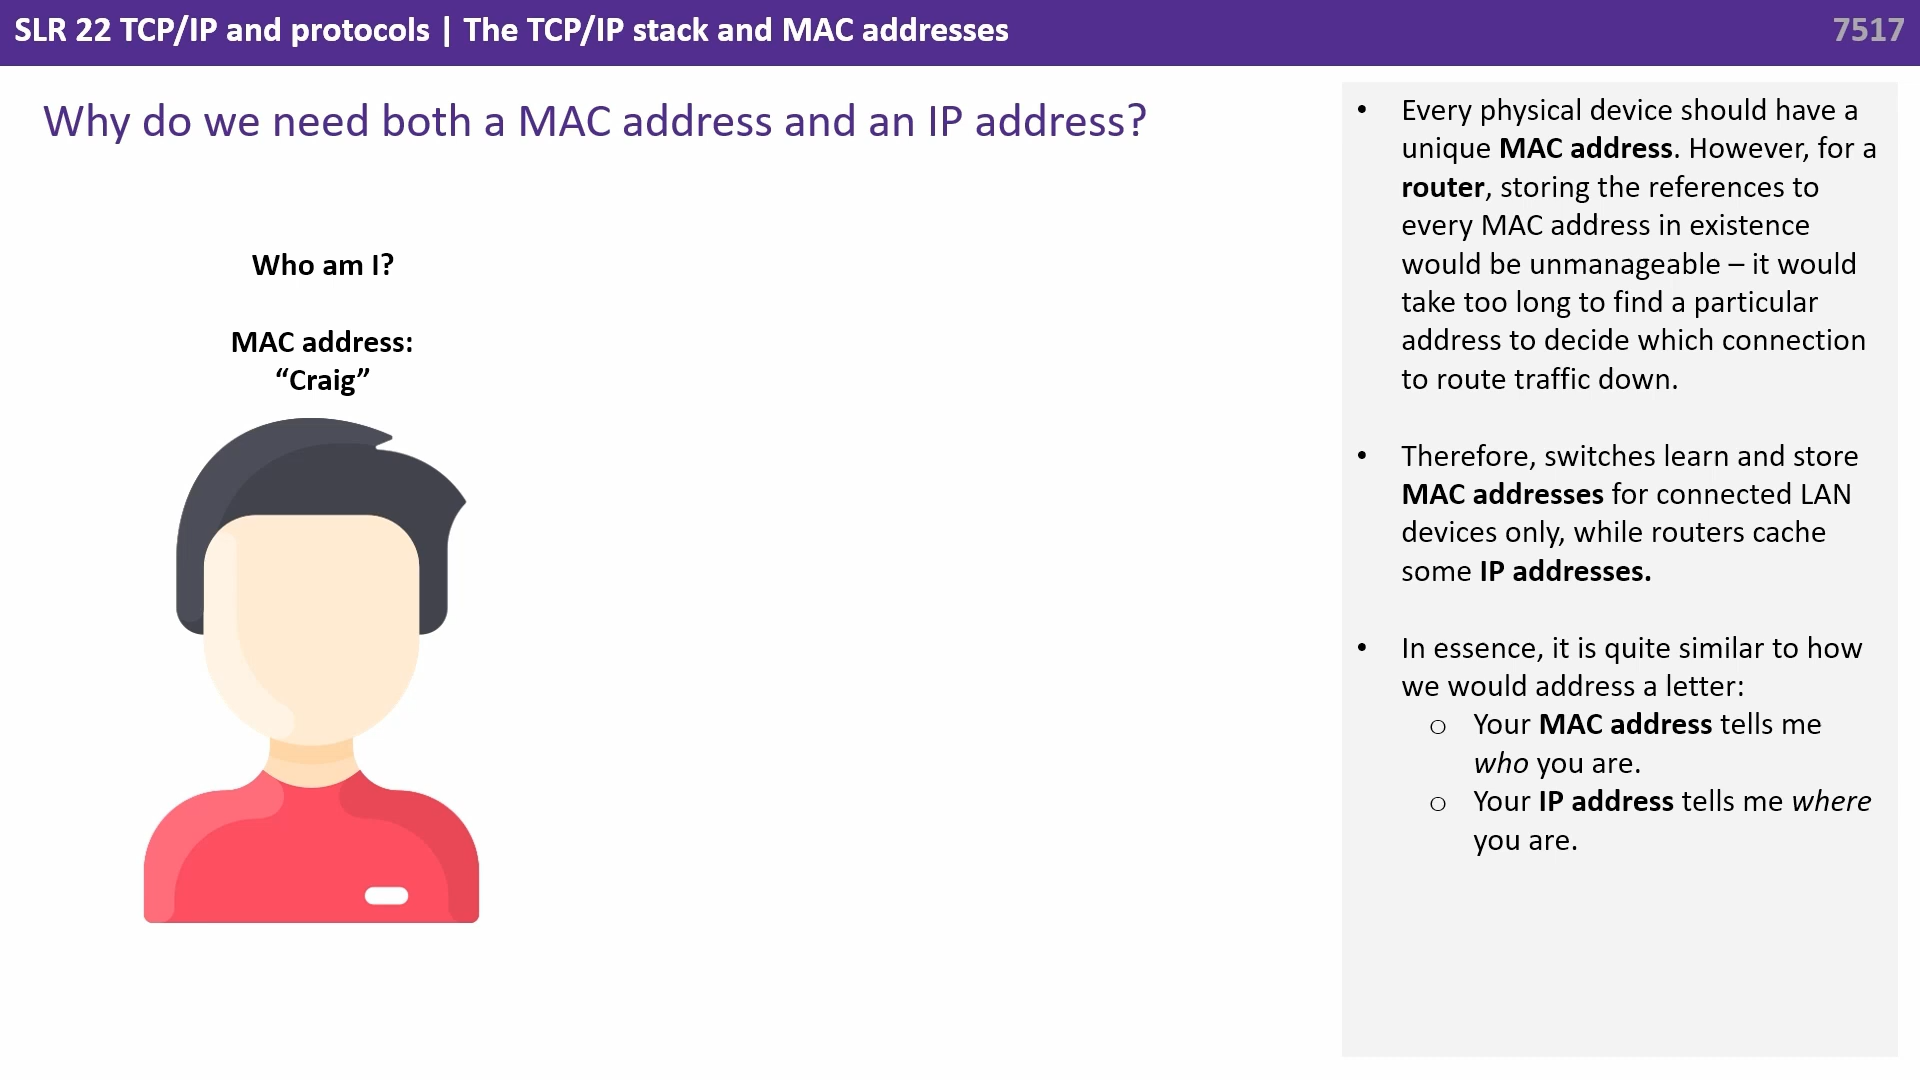 SLR 22 TCP/IP and protocols | The TCP/IP stack and MAC addresses
7517
Why do we need both a MAC address and an IP address?
Who am I?
MAC address:
“Craig”
• Every physical device should have a
unique MAC address. However, for a
router, storing the references to
every MAC address in existence
would be unmanageable – it would
take too long to find a particular
address to decide which connection
to route traffic down.
• Therefore, switches learn and store
MAC addresses for connected LAN
devices only, while routers cache
some IP addresses.
• In essence, it is quite similar to how
we would address a letter:
o Your MAC address tells me
who you are.
o Your IP address tells me where
you are.